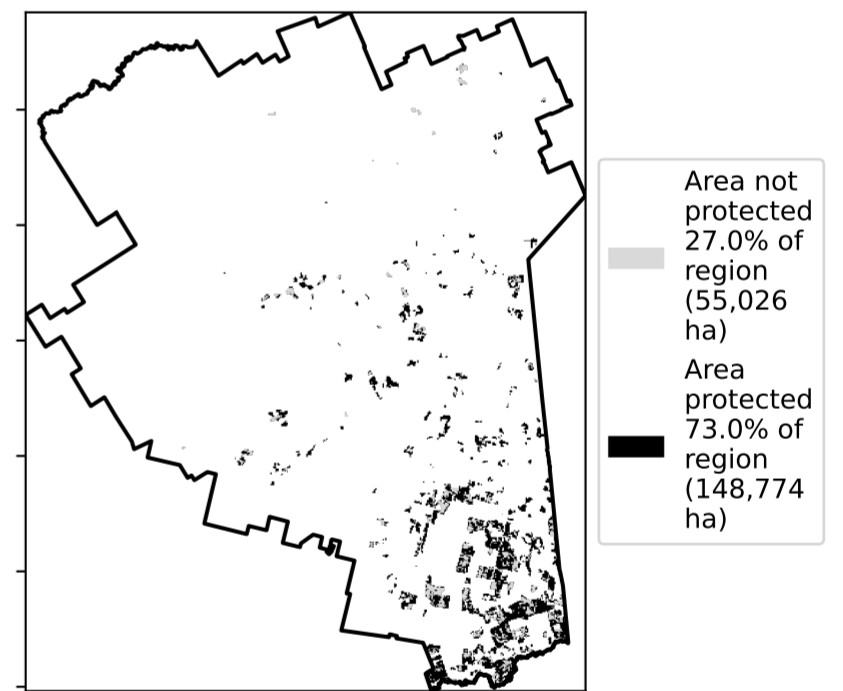 Area not
protected
27.0% of
region
(55,026
ha)
Area
protected
73.0% of
region
(148,774
ha)